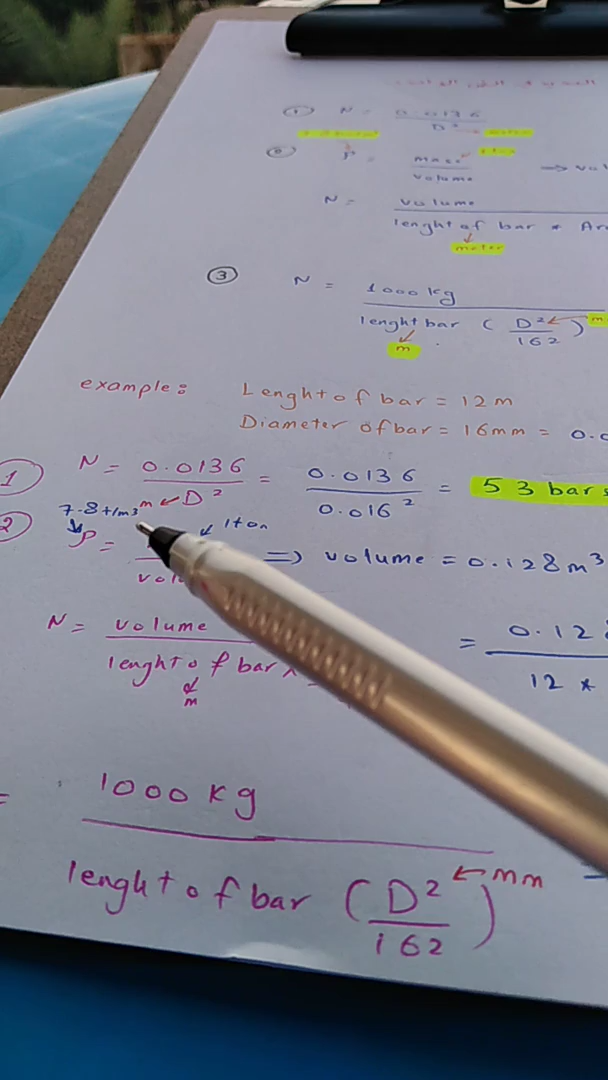 ① N = 0.0136 / D²
② ρ = mass / volume ⇒
N = volume / lenght of bar *
meter
③ N = 1000 kg / lenght bar ( D² / 162 )
m
example: Lenght of bar = 12 m
Diameter of bar = 16 mm =
1 N = 0.0136 / D² = 0.0136 / 0.016² = 53 bars
m
7.8 t/m³
2 ρ = 1 ton ⇒ volume = 0.128 m³
N = volume / lenght of bar
m
= 12 *
= 1000 kg / lenght of bar ( D² / 162 ) mm